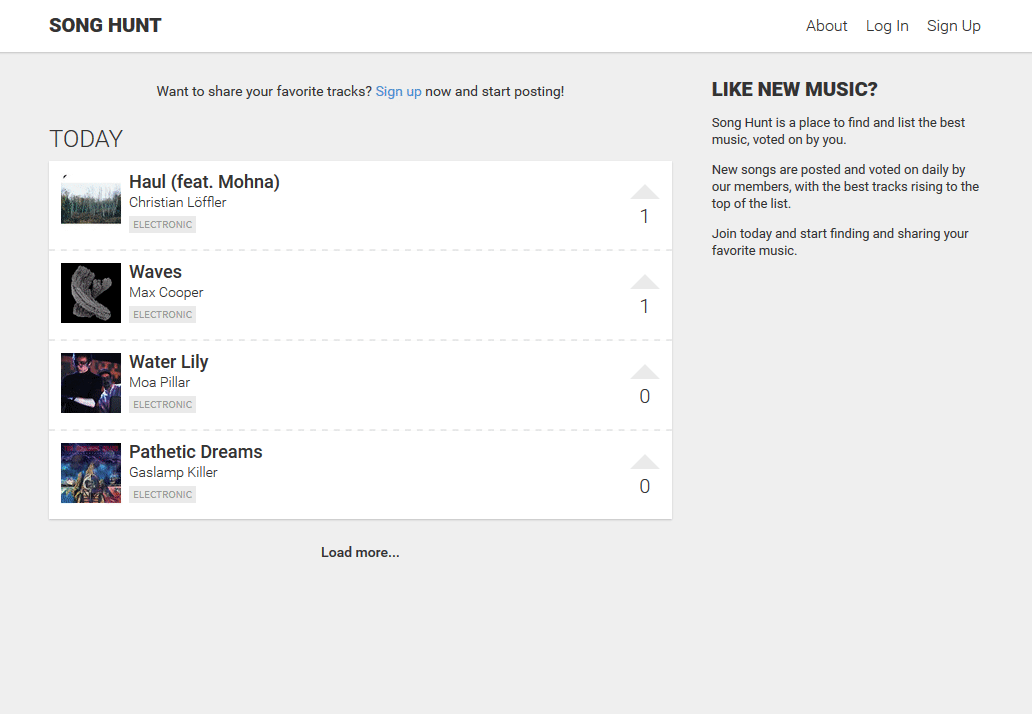 SONG HUNT
About Log In Sign Up
Want to share your favorite tracks? Sign up now and start posting!
TODAY
Haul (feat. Mohna)
Christian Löffler
ELECTRONIC
1
Waves
Max Cooper
ELECTRONIC
1
Water Lily
Moa Pillar
ELECTRONIC
0
Pathetic Dreams
Gaslamp Killer
ELECTRONIC
0
Load more...
LIKE NEW MUSIC?
Song Hunt is a place to find and list the best
music, voted on by you.
New songs are posted and voted on daily by
our members, with the best tracks rising to the
top of the list.
Join today and start finding and sharing your
favorite music.